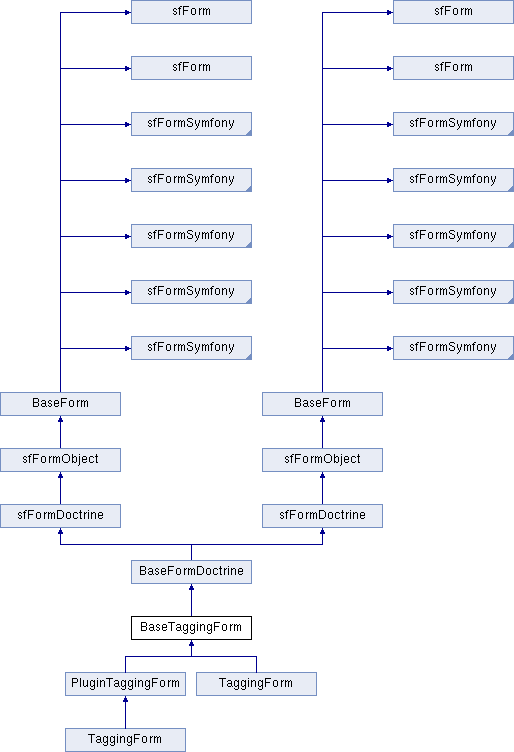 sfForm
sfForm
sfForm
sfForm
sfFormSymfony
sfFormSymfony
sfFormSymfony
sfFormSymfony
sfFormSymfony
sfFormSymfony
sfFormSymfony
sfFormSymfony
sfFormSymfony
sfFormSymfony
BaseForm
BaseForm
sfFormObject
sfFormObject
sfFormDoctrine
sfFormDoctrine
BaseFormDoctrine
BaseTaggingForm
PluginTaggingForm
TaggingForm
TaggingForm